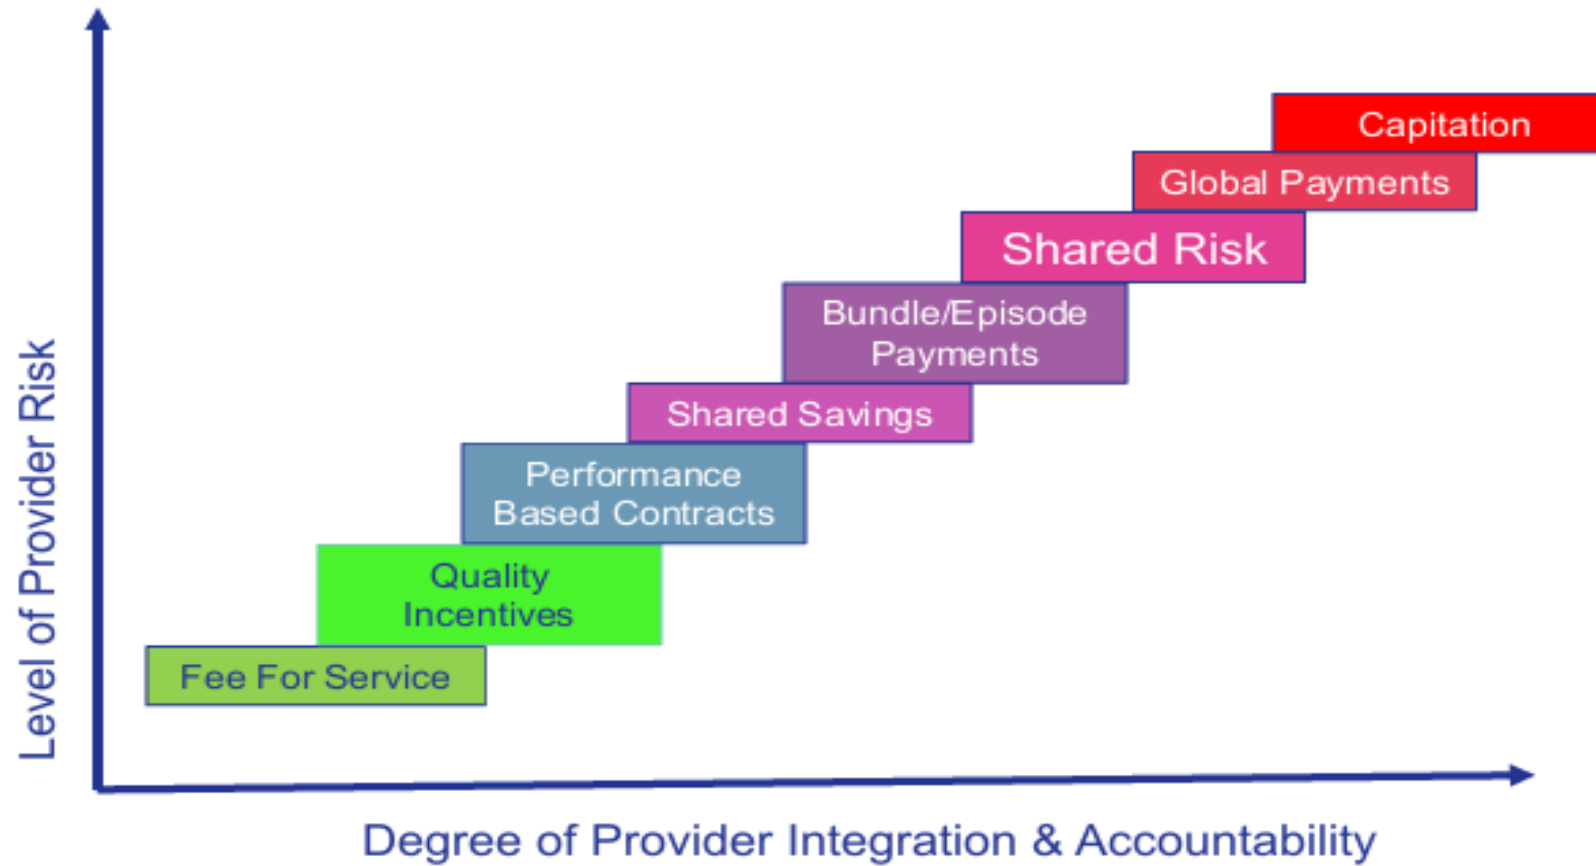 Capitation
Global Payments
Shared Risk
Bundle/Episode
Payments
Shared Savings
Performance
Based Contracts
Quality
Incentives
Fee For Service
Level of Provider Risk
Degree of Provider Integration & Accountability